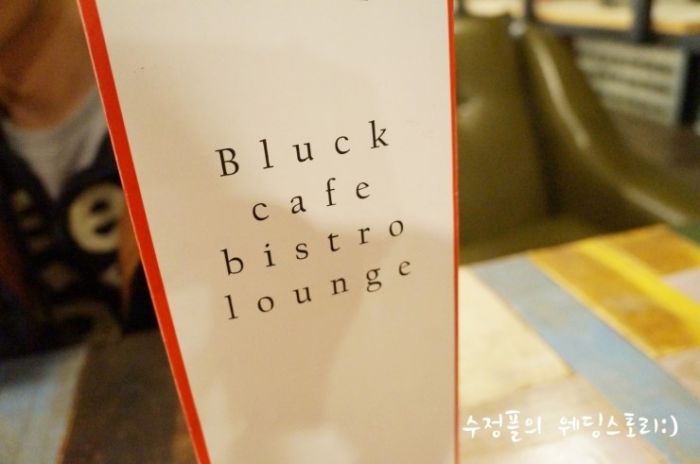 Bluck
cafe
bistro
lounge
e
수정플의 웨딩스토리:)